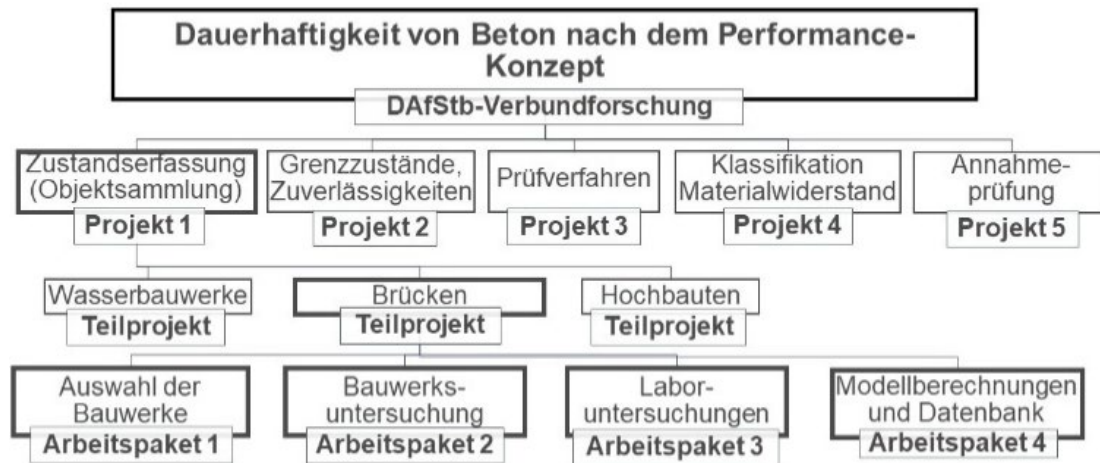 Dauerhaftigkeit von Beton nach dem Performance-
Konzept
DAfStb-Verbundforschung
Zustandserfassung
(Objektsammlung)
Projekt 1
Grenzzustände,
Zuverlässigkeiten
Projekt 2
Prüfverfahren
Projekt 3
Klassifikation
Materialwiderstand
Projekt 4
Annahme-
prüfung
Projekt 5
Wasserbauwerke
Teilprojekt
Brücken
Teilprojekt
Hochbauten
Teilprojekt
Auswahl der
Bauwerke
Arbeitspaket 1
Bauwerks-
untersuchung
Arbeitspaket 2
Labor-
untersuchungen
Arbeitspaket 3
Modellberechnungen
und Datenbank
Arbeitspaket 4